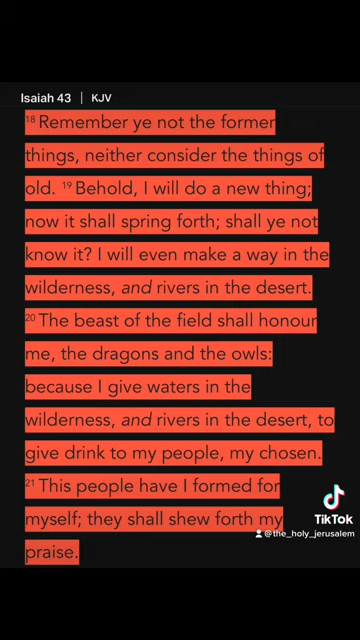 Isaiah 43 | KJV
18 Remember ye not the former
things, neither consider the things of
old. 19 Behold, I will do a new thing;
now it shall spring forth; shall ye not
know it? I will even make a way in the
wilderness, and rivers in the desert.
20 The beast of the field shall honour
me, the dragons and the owls:
because I give waters in the
wilderness, and rivers in the desert, to
give drink to my people, my chosen.
21 This people have I formed for
myself; they shall shew forth my
praise.
TikTok
@the_holy_jerusalem